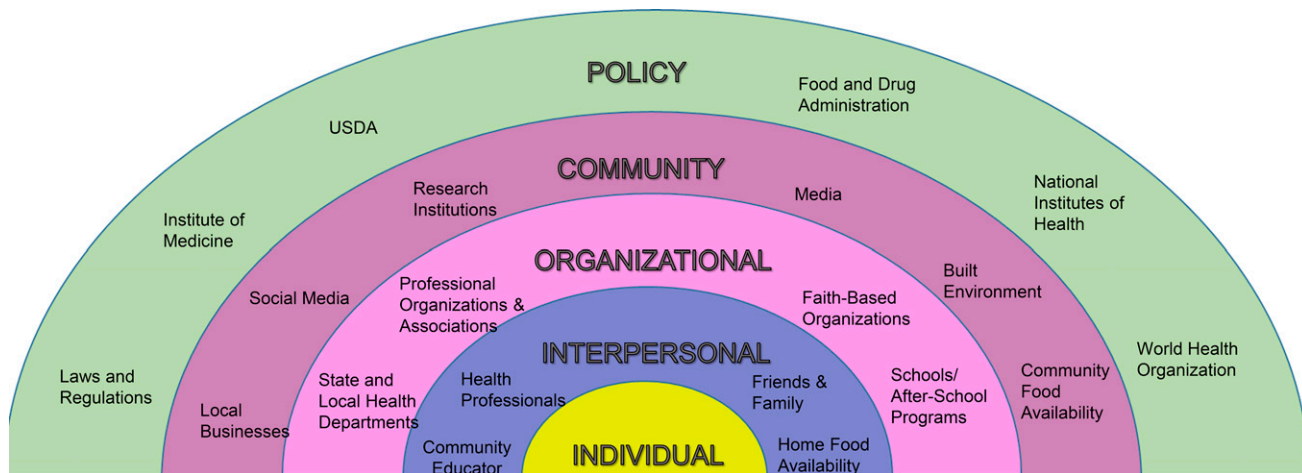 POLICY
Food and Drug
Administration
USDA
COMMUNITY
Research
Institutions
Media
National
Institutes of
Health
Institute of
Medicine
ORGANIZATIONAL
Social Media
Professional
Organizations &
Associations
Faith-Based
Organizations
Built
Environment
INTERPERSONAL
Laws and
Regulations
Local
Businesses
State and
Local Health
Departments
Health
Professionals
Friends &
Family
Schools/
After-School
Programs
Community
Food
Availability
World Health
Organization
Community
Educator
INDIVIDUAL
Home Food
Availability